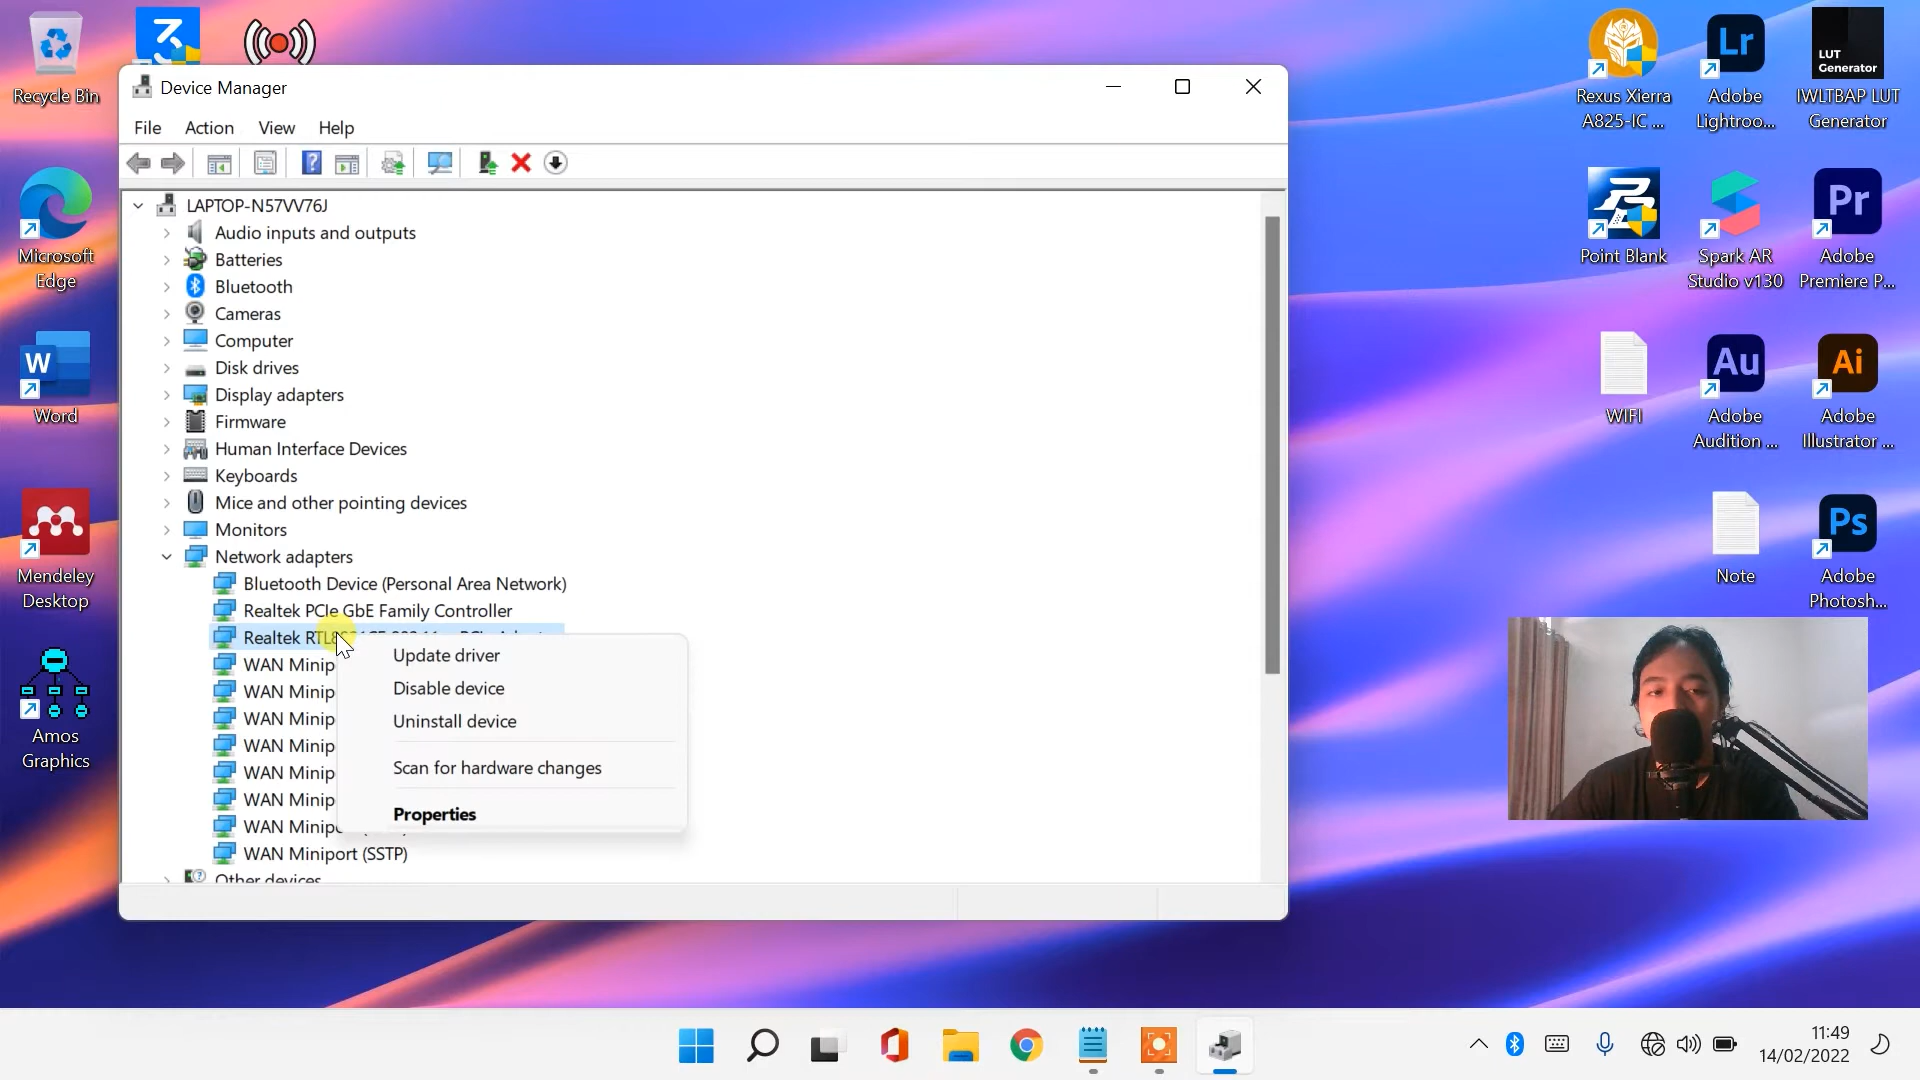 Recycle Bin
Microsoft
Edge
W
Word
Mendeley
Desktop
Amos
Graphics
3
Device Manager
File Action View Help
LAPTOP-N57VV76J
Audio inputs and outputs
Batteries
Bluetooth
Cameras
Computer
Disk drives
Display adapters
Firmware
Human Interface Devices
Keyboards
Mice and other pointing devices
Monitors
Network adapters
Bluetooth Device (Personal Area Network)
Realtek PCIe GbE Family Controller
Realtek
WAN Minip
WAN Minip
WAN Minip
WAN Minip
WAN Minip
WAN Minip
WAN Minip
WAN Miniport (SSTP)
Other devices
Update driver
Disable device
Uninstall device
Scan for hardware changes
Properties
Rexus Xierra
A825-IC ...
Lr
Adobe
Lightroo...
LUT
Generator
IWLTBAP LUT
Generator
Point Blank
Spark AR
Studio v130
Pr
Adobe
Premiere P...
WIFI
Au
Adobe
Audition ...
Ai
Adobe
Illustrator ...
Note
Ps
Adobe
Photosh...
11:49
14/02/2022